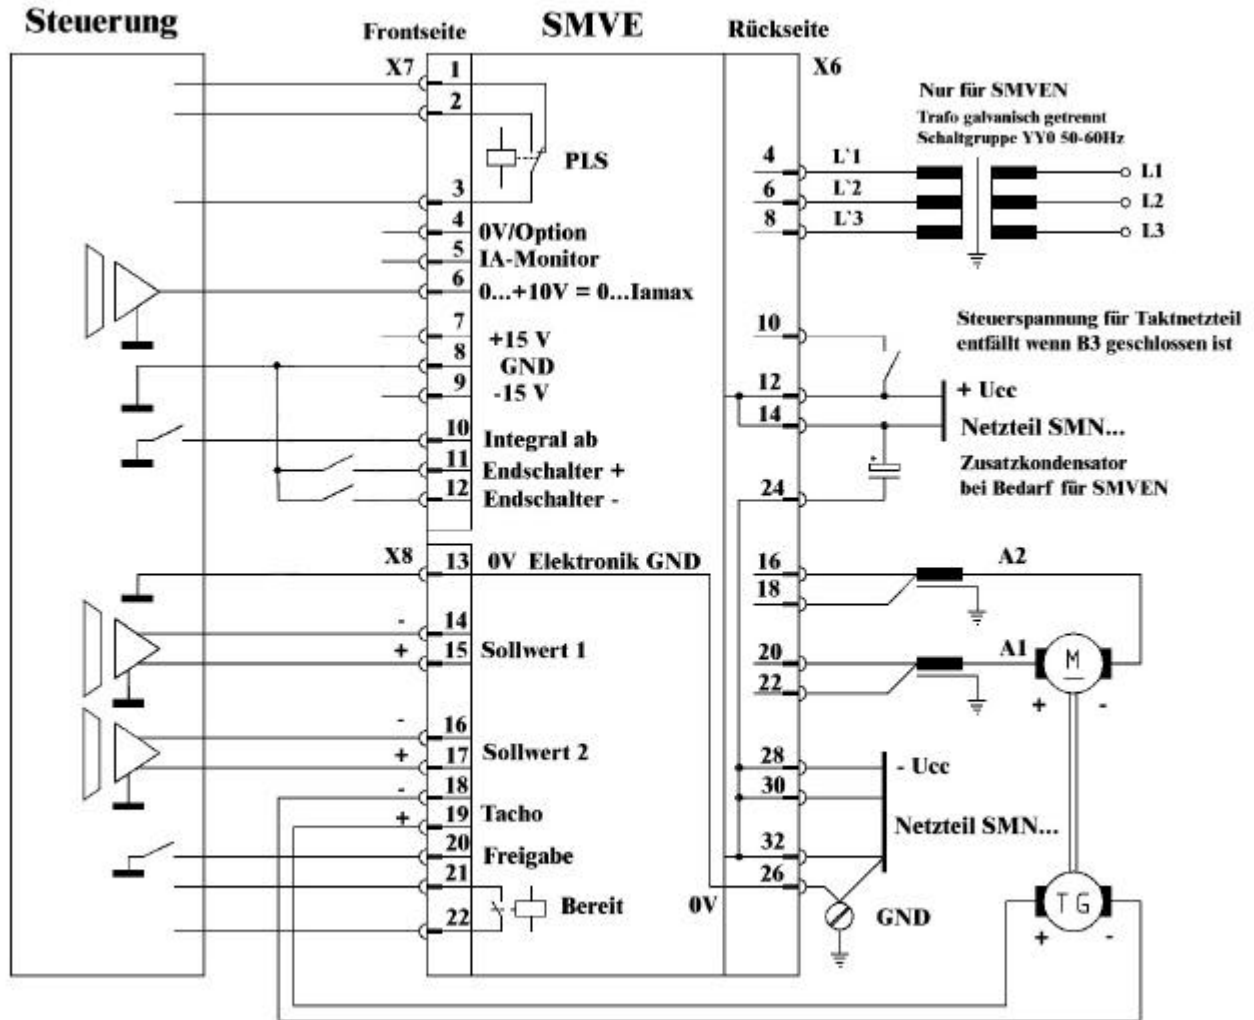 Steuerung
Frontseite
SMVE
Rückseite
X7
1
2
PLS
3
4
0V/Option
5
IA-Monitor
6
0...+10V = 0...Iamax
7
+15 V
8
GND
9
-15 V
10
Integral ab
11
Endschalter +
12
Endschalter -
X8
13
0V Elektronik GND
-
14
+
15
Sollwert 1
-
16
+
17
Sollwert 2
-
18
+
19
Tacho
20
Freigabe
21
Bereit
22
0V
X6
Nur für SMVEN
Trafo galvanisch getrennt
Schaltgruppe YY0 50-60Hz
4
L`1
L1
6
L`2
L2
8
L`3
L3
10
Steuerspannung für Taktnetzteil
entfällt wenn B3 geschlossen ist
12
+ Ucc
14
Netzteil SMN...
+
Zusatzkondensator
bei Bedarf für SMVEN
24
16
A2
18
20
A1
M
22
+ -
28
- Ucc
30
Netzteil SMN...
32
26
GND
TG
+ -